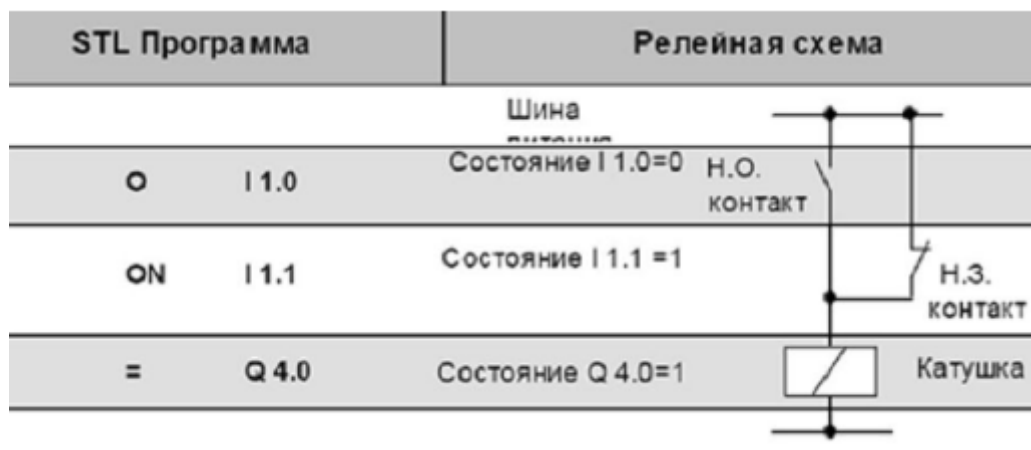 STL Программа
Релейная схема
Шина
O I 1.0
Состояние I 1.0=0
Н.О.
контакт
ON I 1.1
Состояние I 1.1 =1
Н.З.
контакт
= Q 4.0
Состояние Q 4.0=1
Катушка